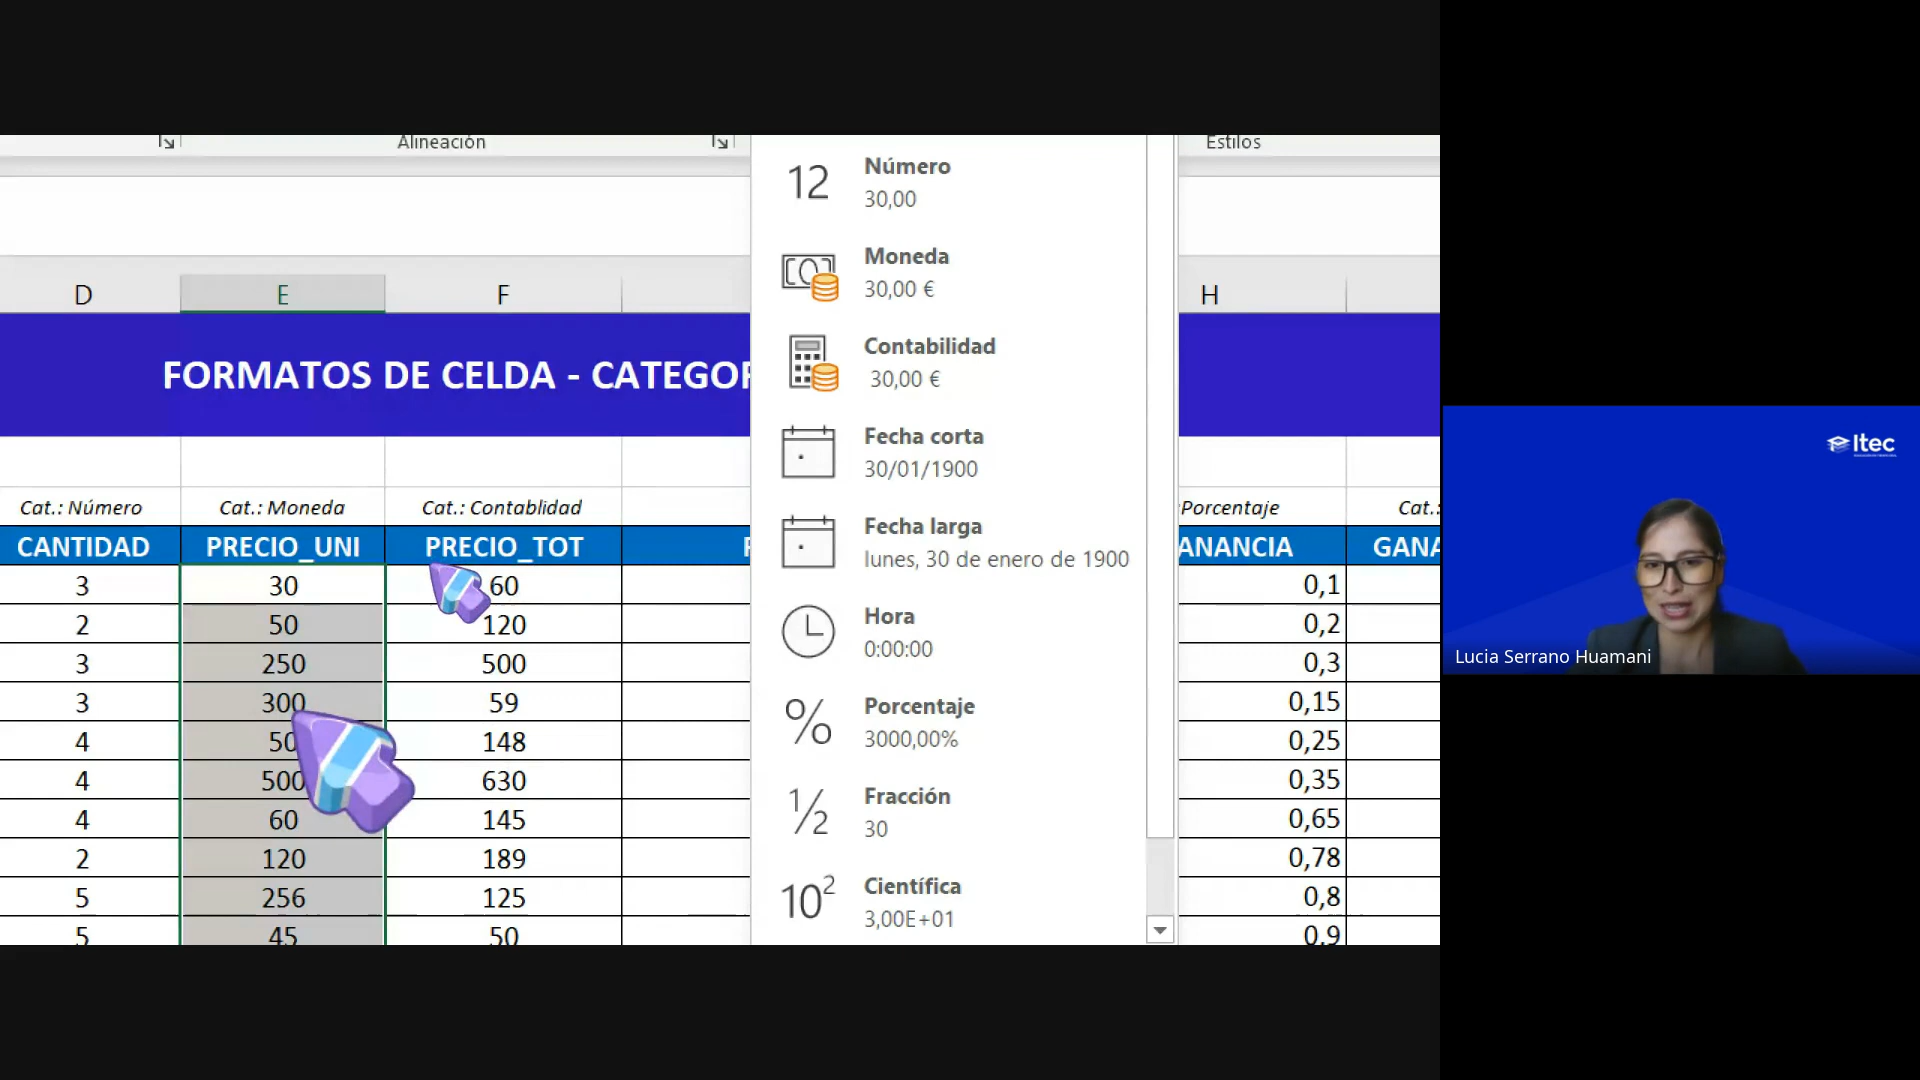 Alineación
Estilos
D E F H
FORMATOS DE CELDA - CATEGOR
Cat.: Número Cat.: Moneda Cat.: Contablidad Porcentaje Cat.:
CANTIDAD PRECIO_UNI PRECIO_TOT ANANCIA GANA
3 30 60 0,1
2 50 120 0,2
3 250 500 0,3
3 300 59 0,15
4 50 148 0,25
4 500 630 0,35
4 60 145 0,65
2 120 189 0,78
5 256 125 0,8
5 45 50 0,9
12
Número
30,00
Moneda
30,00 €
Contabilidad
30,00 €
Fecha corta
30/01/1900
Fecha larga
lunes, 30 de enero de 1900
Hora
0:00:00
%
Porcentaje
3000,00%
½
Fracción
30
10²
Científica
3,00E+01
Itec
Lucia Serrano Huamani